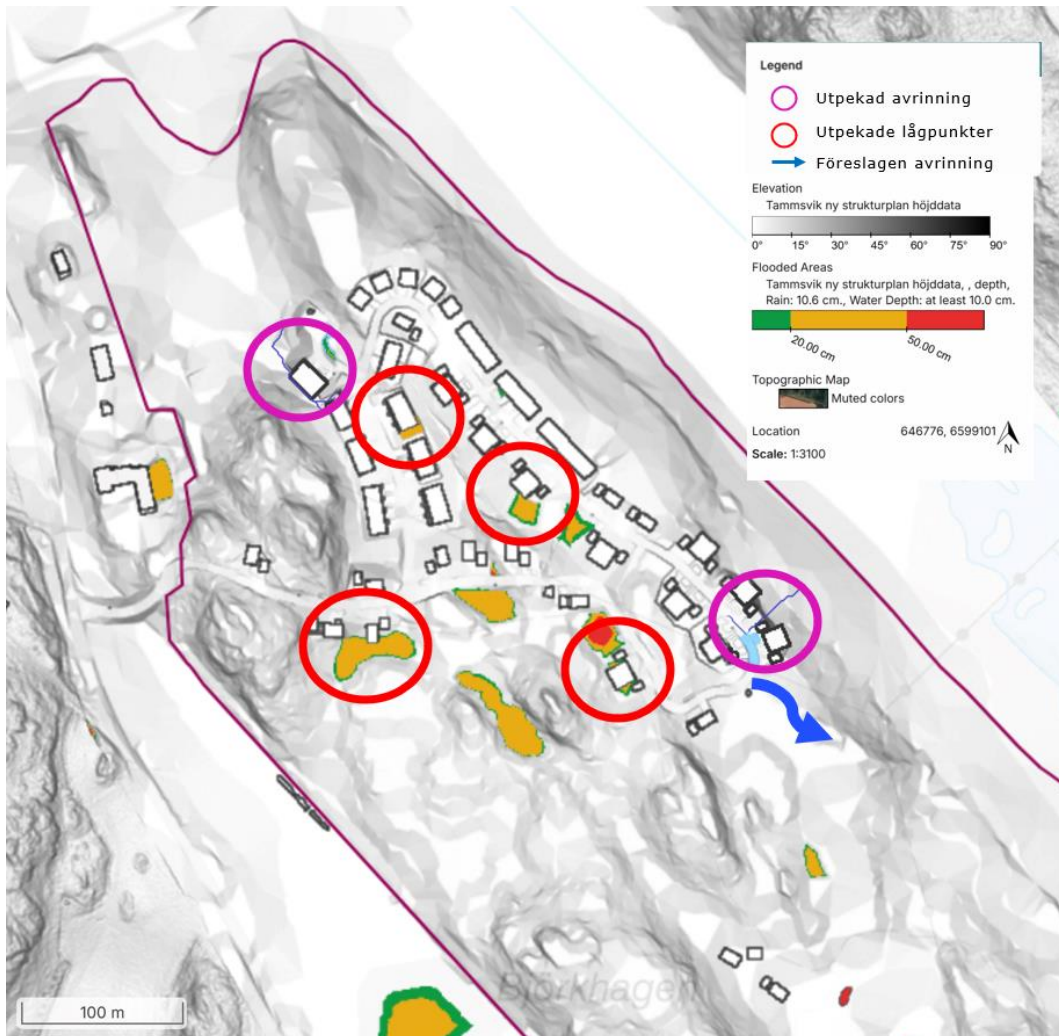 Legend
Utpekad avrinning
Utpekade lågpunkter
Föreslagen avrinning
Elevation
Tammsvik ny strukturplan höjddata
0° 15° 30° 45° 60° 75° 90°
Flooded Areas
Tammsvik ny strukturplan höjddata, , depth,
Rain: 10.6 cm., Water Depth: at least 10.0 cm.
20.00 cm 50.00 cm
Topographic Map
Muted colors
Location 646776, 6599101
Scale: 1:3100
N
Björkhagen
100 m